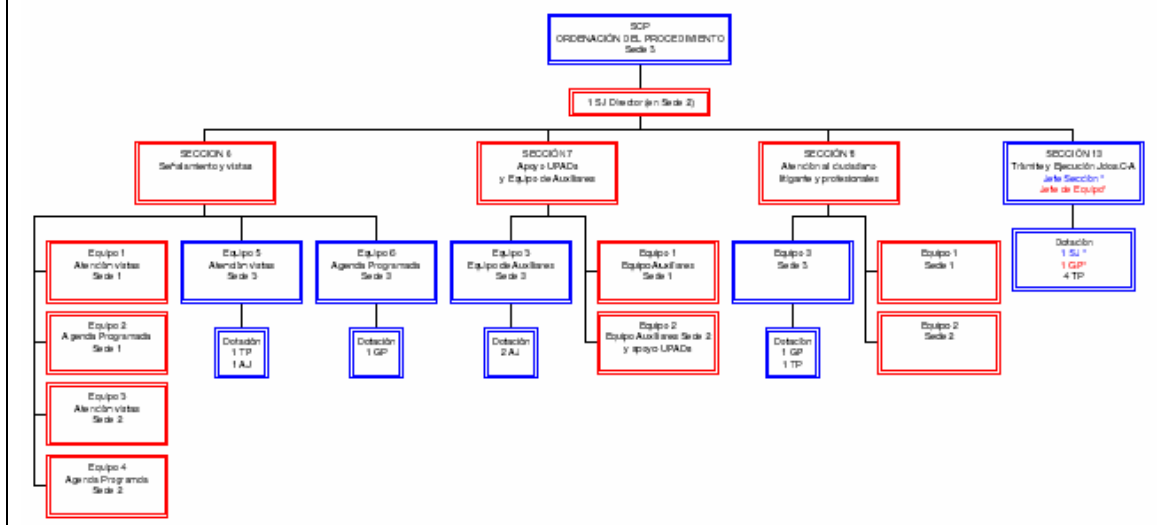 SCP
ORDENACIÓN DEL PROCEDIMIENTO
Sede 3
1 SJ Director (en Sede 2)
SECCIÓN 6
Señalamiento y vistas
Equipo 1
Atención vistas
Sede 1
Equipo 2
Agenda Programada
Sede 1
Equipo 3
Atención vistas
Sede 2
Equipo 4
Agenda Programda
Sede 2
Equipo 5
Atención vistas
Sede 3
Dotación
1 TP
1 AJ
Equipo 6
Agenda Programada
Sede 3
Dotación
1 GP
SECCIÓN 7
Apoyo UPADs
y Equipo de Auxiliares
Equipo 3
Equipo de Auxiliares
Sede 3
Dotación
2 AJ
Equipo 1
Equipo Auxiliares
Sede 1
Equipo 2
Equipo Auxiliares Sede 2
y apoyo UPADs
SECCIÓN
Atención al ciudadano
litigante y profesionales
Equipo 3
Sede 3
Dotación
1 GP
1 TP
Equipo 1
Sede 1
Equipo 2
Sede 2
SECCIÓN 13
Trámite y Ejecución Jdos.C-A
Jefe Sección *
Jefe de Equipo*
Dotación
1 SJ *
1 GP*
4 TP